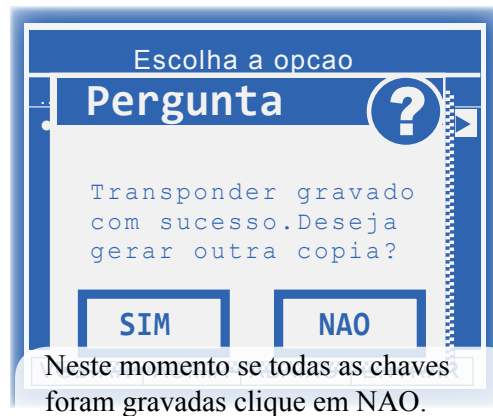 Escolha a opcao
Pergunta
?
Transponder gravado
com sucesso.Deseja
gerar outra copia?
SIM
NAO
Neste momento se todas as chaves
foram gravadas clique em NAO.